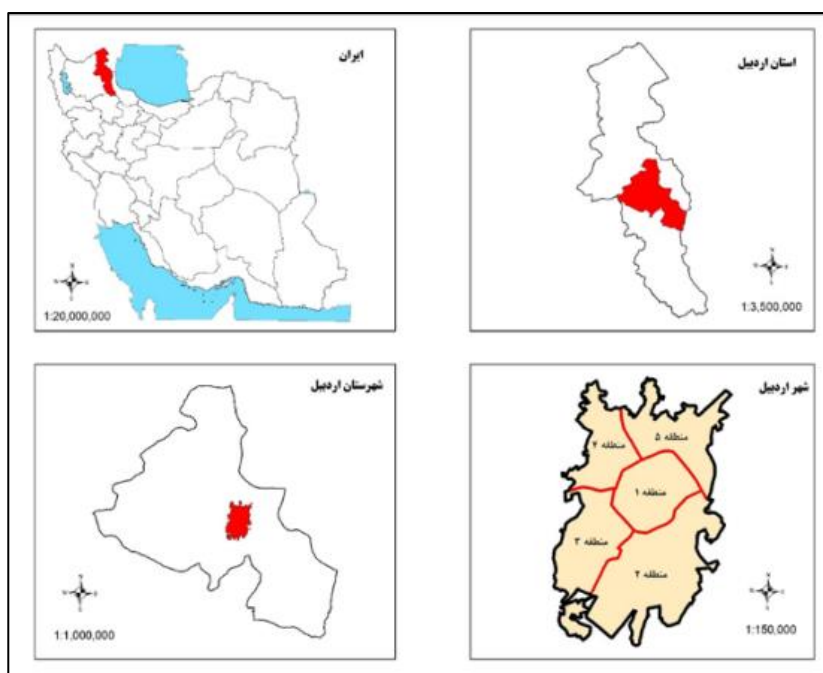 ایران
1:20,000,000
استان اردبیل
1:3,500,000
شهرستان اردبیل
1:1,000,000
شهر اردبیل
منطقه ۵
منطقه ۴
منطقه ۱
منطقه ۳
منطقه ۲
1:150,000